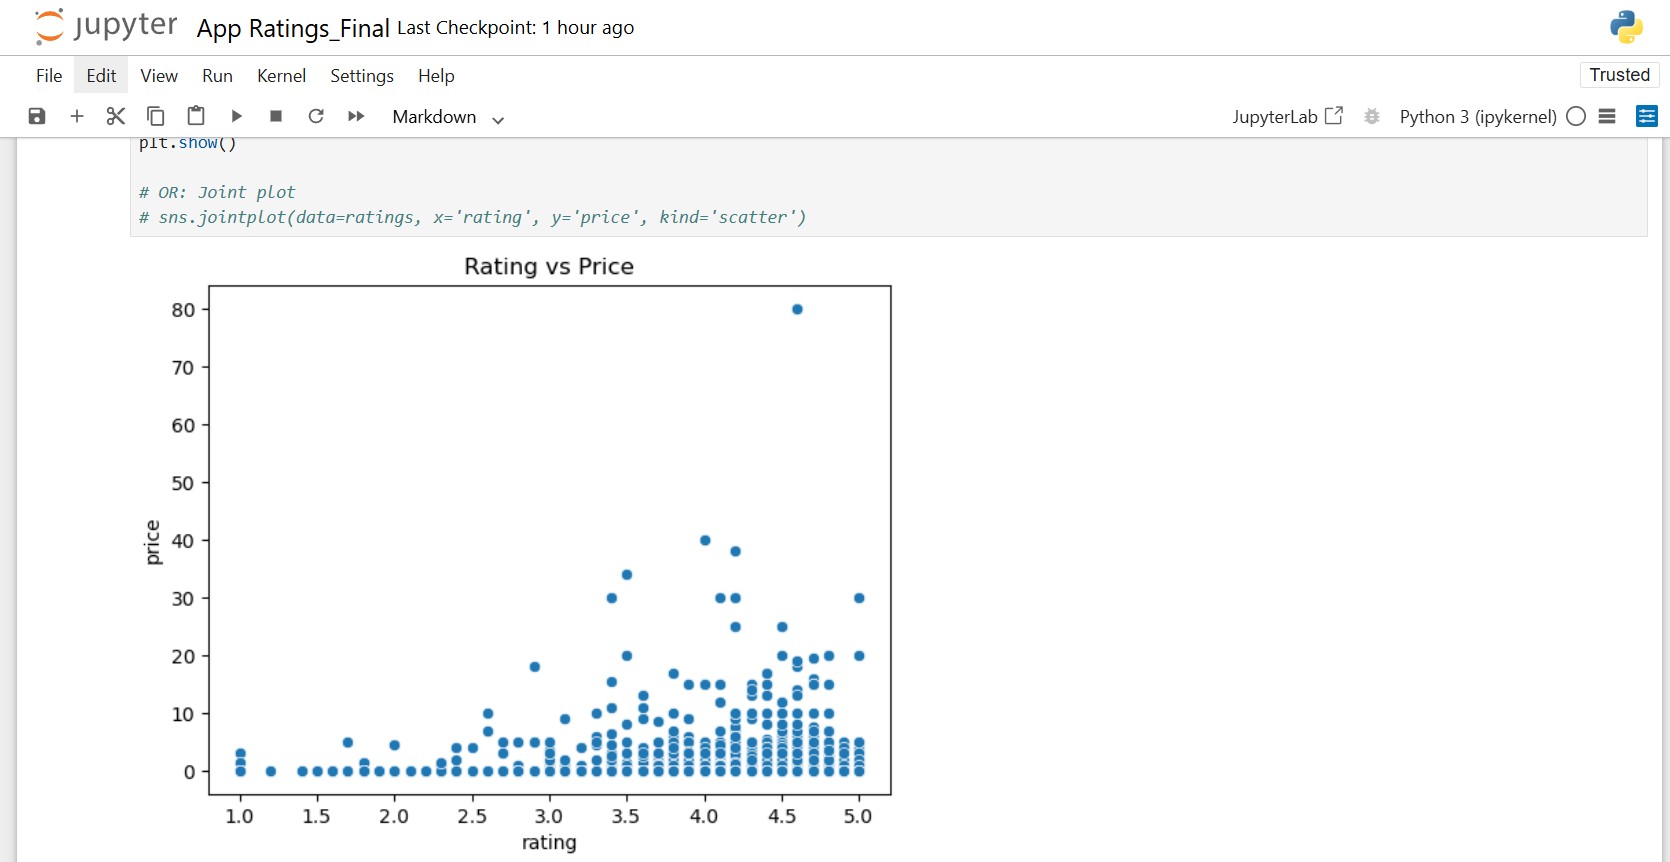 jupyter App Ratings_Final Last Checkpoint: 1 hour ago
File Edit View Run Kernel Settings Help Trusted
Markdown JupyterLab Python 3 (ipykernel)
plt.show()
# OR: Joint plot
# sns.jointplot(data=ratings, x='rating', y='price', kind='scatter')
Rating vs Price
80
70
60
50
40
30
20
10
0
price
1.0 1.5 2.0 2.5 3.0 3.5 4.0 4.5 5.0
rating